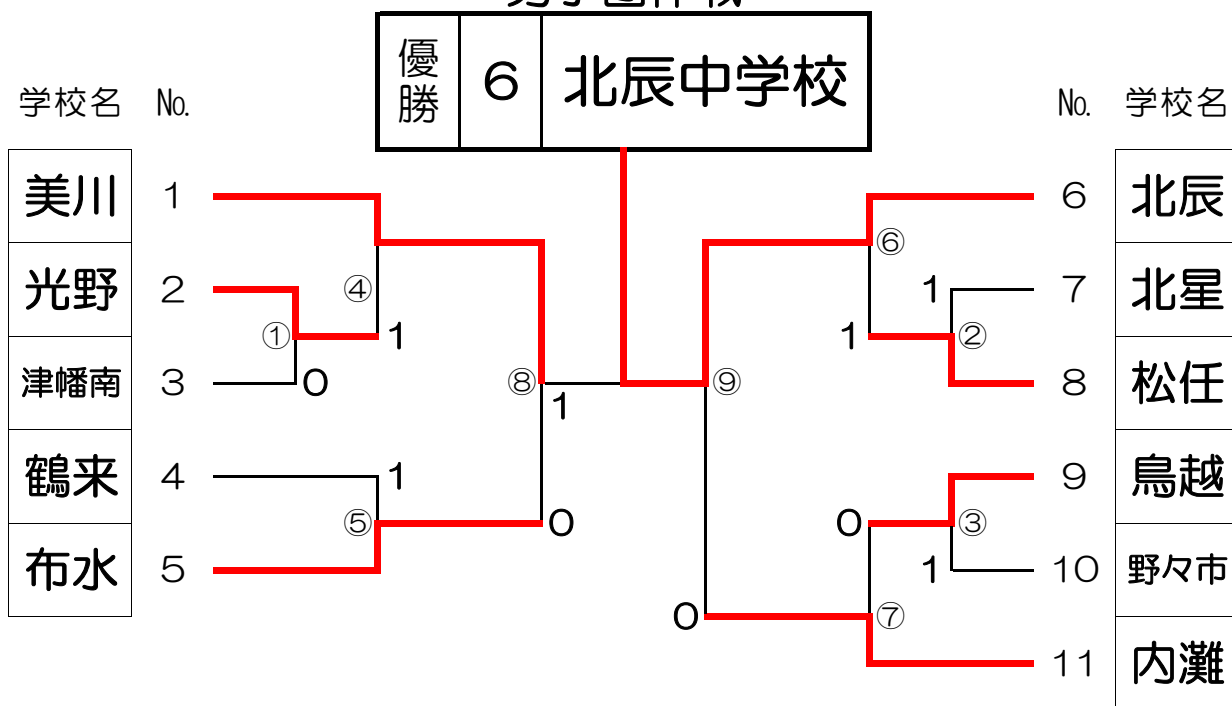 優勝 6 北辰中学校
学校名 No. No. 学校名
美川 1 6 北辰
⑥
光野 2 ④ 1 7 北星
① 1 1 ②
津幡南 3 0 ⑧ 1 ⑨ 8 松任
鶴来 4 1 9 鳥越
⑤ 0 0 ③
布水 5 1 10 野々市
0 ⑦
11 内灘